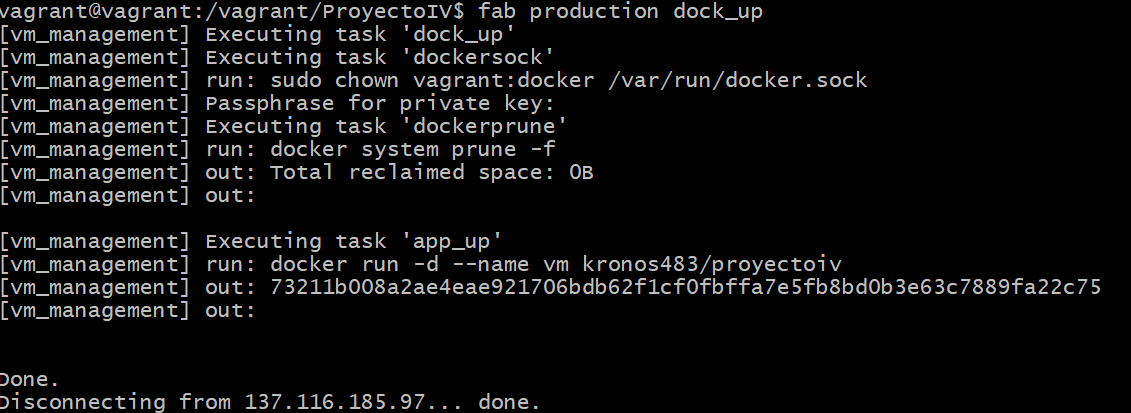 vagrant@vagrant:/vagrant/ProyectoIV$ fab production dock_up
[vm_management] Executing task 'dock_up'
[vm_management] Executing task 'dockersock'
[vm_management] run: sudo chown vagrant:docker /var/run/docker.sock
[vm_management] Passphrase for private key:
[vm_management] Executing task 'dockerprune'
[vm_management] run: docker system prune -f
[vm_management] out: Total reclaimed space: 0B
[vm_management] out:
[vm_management] Executing task 'app_up'
[vm_management] run: docker run -d --name vm kronos483/proyectoiv
[vm_management] out: 73211b008a2ae4eae921706bdb62f1cf0fbffa7e5fb8bd0b3e63c7889fa22c75
[vm_management] out:
Done.
Disconnecting from 137.116.185.97... done.